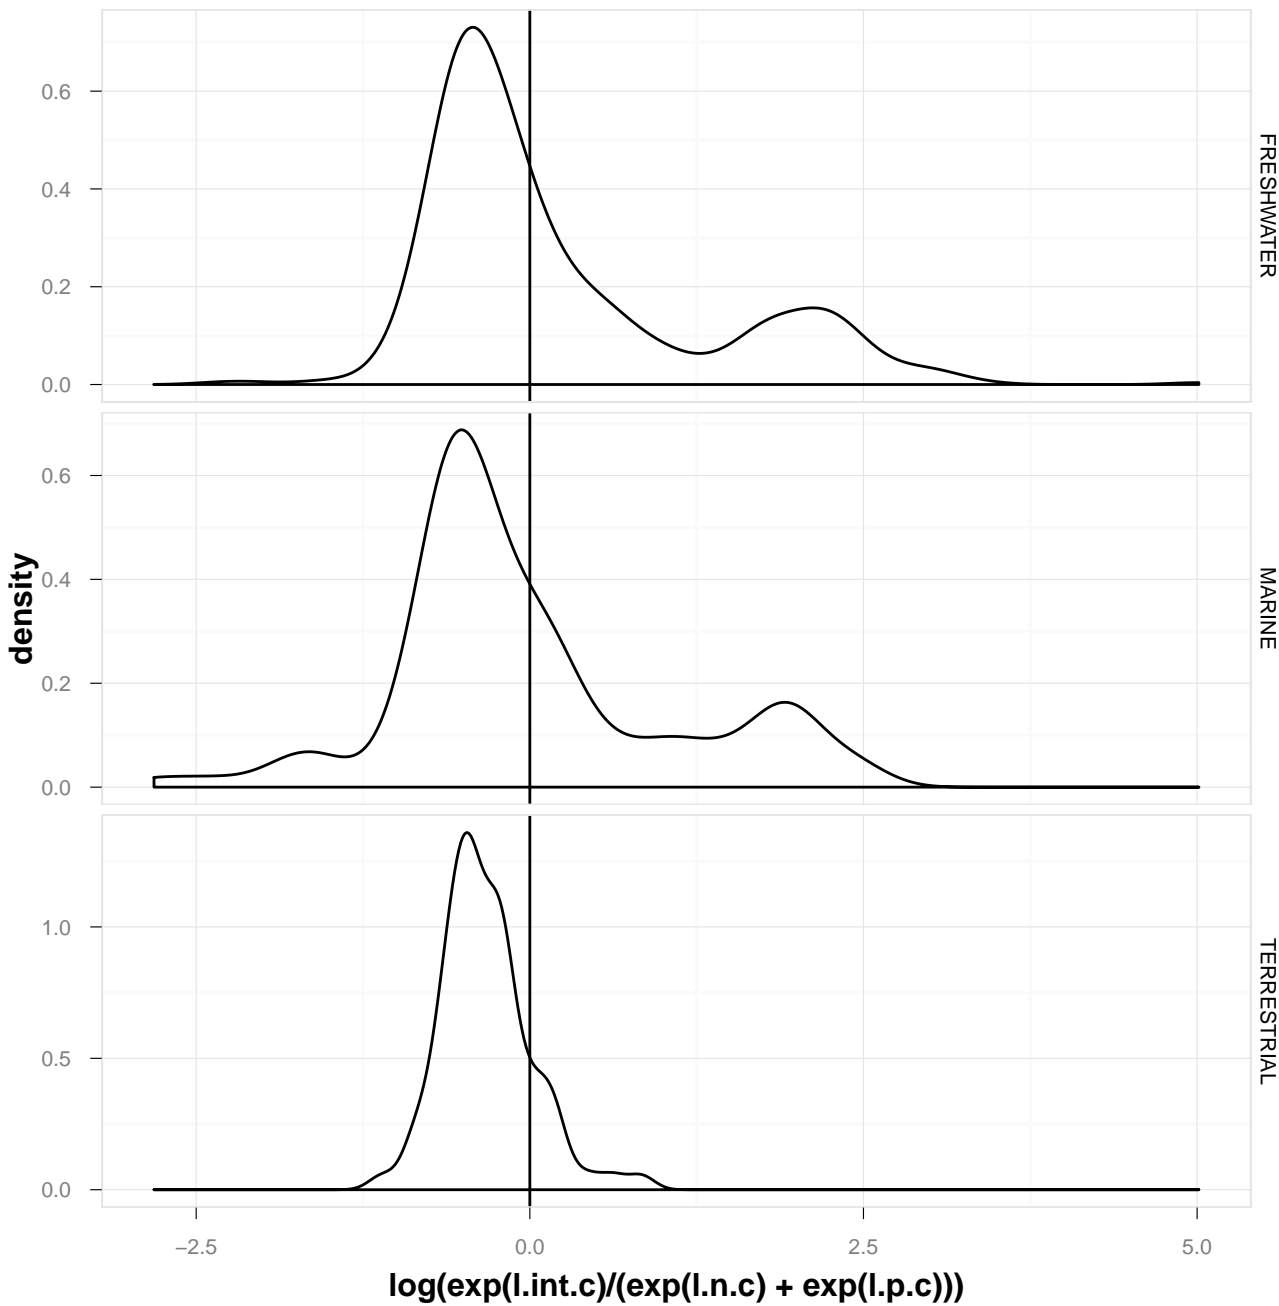 0.6
0.4
0.2
0.0
FRESHWATER
0.6
0.4
0.2
0.0
MARINE
density
1.0
0.5
0.0
TERRESTRIAL
−2.5 0.0 2.5 5.0
log(exp(l.int.c)/(exp(l.n.c) + exp(l.p.c)))